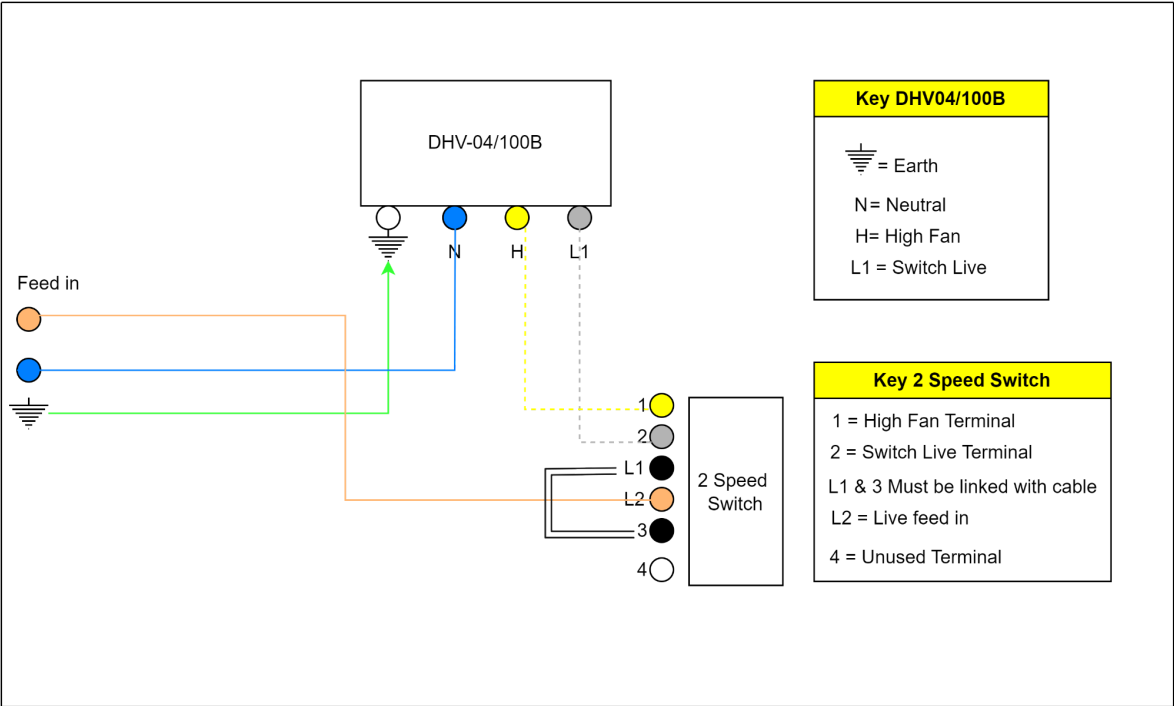 DHV-04/100B
N
H
L1
Feed in
1
2
L1
L2
3
4
2 Speed
Switch
Key DHV04/100B
= Earth
N= Neutral
H= High Fan
L1 = Switch Live
Key 2 Speed Switch
1 = High Fan Terminal
2 = Switch Live Terminal
L1 & 3 Must be linked with cable
L2 = Live feed in
4 = Unused Terminal